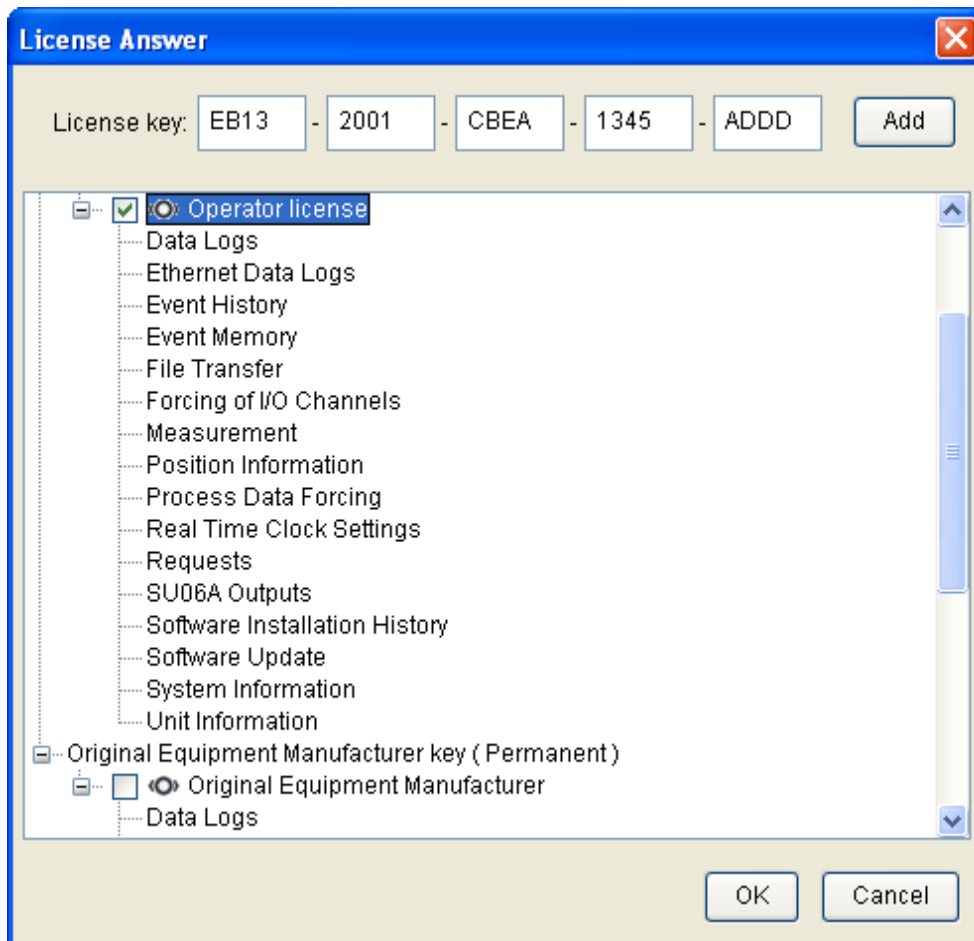 License Answer
License key: EB13 - 2001 - CBEA - 1345 - ADDD Add
Operator license
Data Logs
Ethernet Data Logs
Event History
Event Memory
File Transfer
Forcing of I/O Channels
Measurement
Position Information
Process Data Forcing
Real Time Clock Settings
Requests
SU06A Outputs
Software Installation History
Software Update
System Information
Unit Information
Original Equipment Manufacturer key ( Permanent )
Original Equipment Manufacturer
Data Logs
OK Cancel